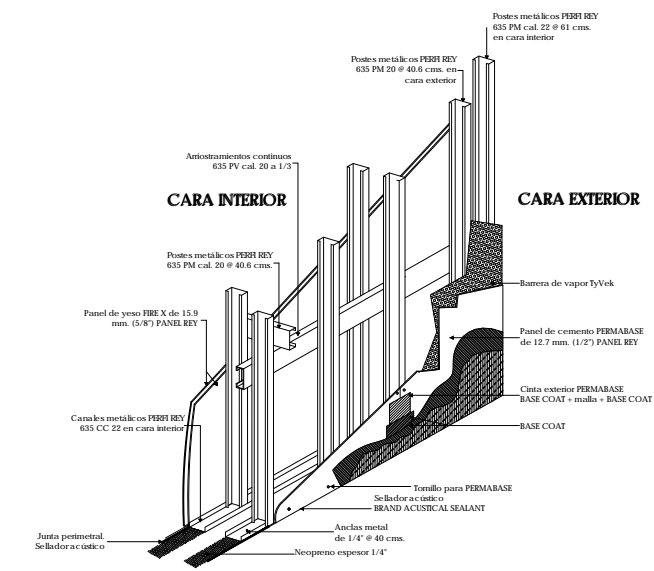 Postes metálicos PERFI REY
635 PM cal. 22 @ 61 cms.
en cara interior
Postes metálicos PERFI REY
635 PM 20 @ 40.6 cms. en
cara exterior
Arriostramientos continuos
635 PV cal. 20 a 1/3
CARA INTERIOR
CARA EXTERIOR
Postes metálicos PERFI REY
635 PM cal. 20 @ 40.6 cms.
Barrera de vapor TyVek
Panel de yeso FIRE X de 15.9
mm. (5/8") PANEL REY
Panel de cemento PERMABASE
de 12.7 mm. (1/2") PANEL REY
Cinta exterior PERMABASE
BASE COAT + malla + BASE COAT
Canales metálicos PERFI REY
635 CC 22 en cara interior
BASE COAT
Tornillo para PERMABASE
Sellador acústico
BRAND ACUSTICAL SEALANT
Anclas metal
de 1/4" @ 40 cms.
Junta perimetral.
Sellador acústico
Neopreno espesor 1/4"